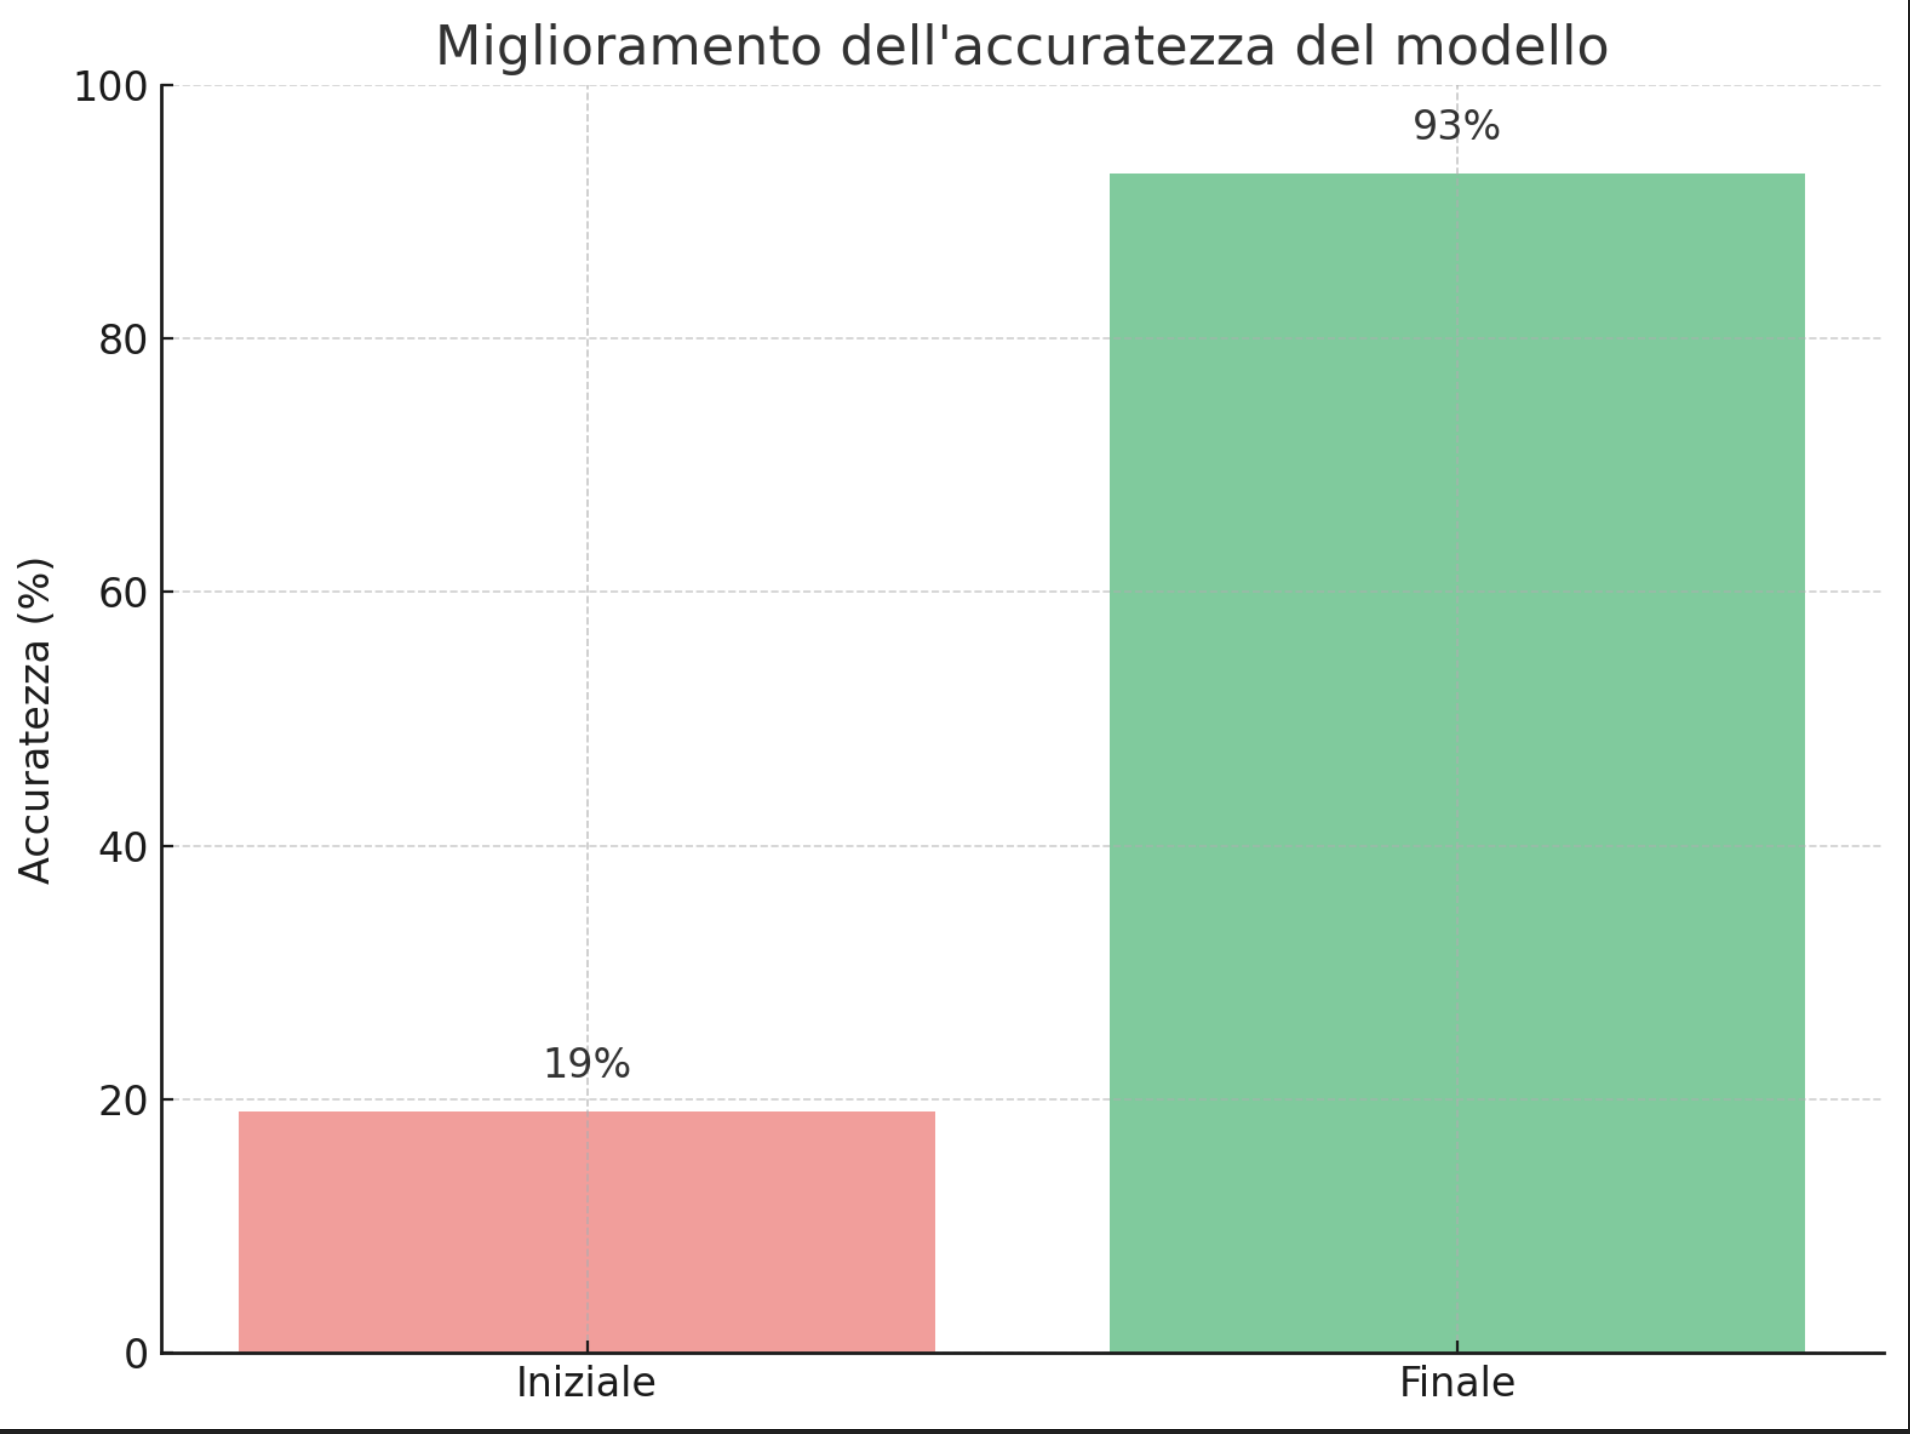 Miglioramento dell'accuratezza del modello
Accuratezza (%)
100
80
60
40
20
0
93%
19%
Iniziale
Finale